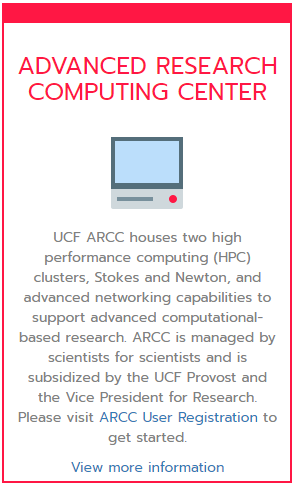 ADVANCED RESEARCH
COMPUTING CENTER
UCF ARCC houses two high
performance computing (HPC)
clusters, Stokes and Newton, and
advanced networking capabilities to
support advanced computational-
based research. ARCC is managed by
scientists for scientists and is
subsidized by the UCF Provost and
the Vice President for Research.
Please visit ARCC User Registration to
get started.
View more information